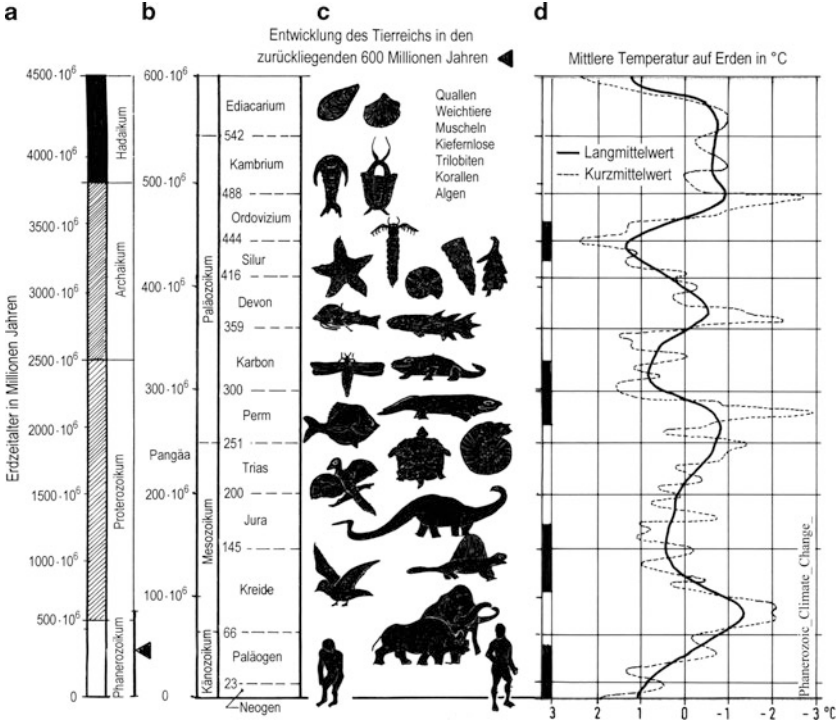 a
b
c
d
Entwicklung des Tierreichs in den
zurückliegenden 600 Millionen Jahren
Mittlere Temperatur auf Erden in °C
Erdzeitalter in Millionen Jahren
4500·10⁶
4000·10⁶
3500·10⁶
3000·10⁶
2500·10⁶
2000·10⁶
1500·10⁶
1000·10⁶
500·10⁶
0
Hadaikum
Archaikum
Proterozoikum
Phanerozoikum
600·10⁶
500·10⁶
400·10⁶
300·10⁶
Pangäa
200·10⁶
100·10⁶
0
Paläozoikum
Mesozoikum
Känozoikum
Ediacarium
542
Kambrium
488
Ordovizium
444
Silur
416
Devon
359
Karbon
300
Perm
251
Trias
200
Jura
145
Kreide
66
Paläogen
23
Neogen
Quallen
Weichtiere
Muscheln
Kiefernlose
Trilobiten
Korallen
Algen
Langmittelwert
Kurzmittelwert
Phanerozoic_Climate_Change_
3 2 1 0 -1 -2 -3 °C